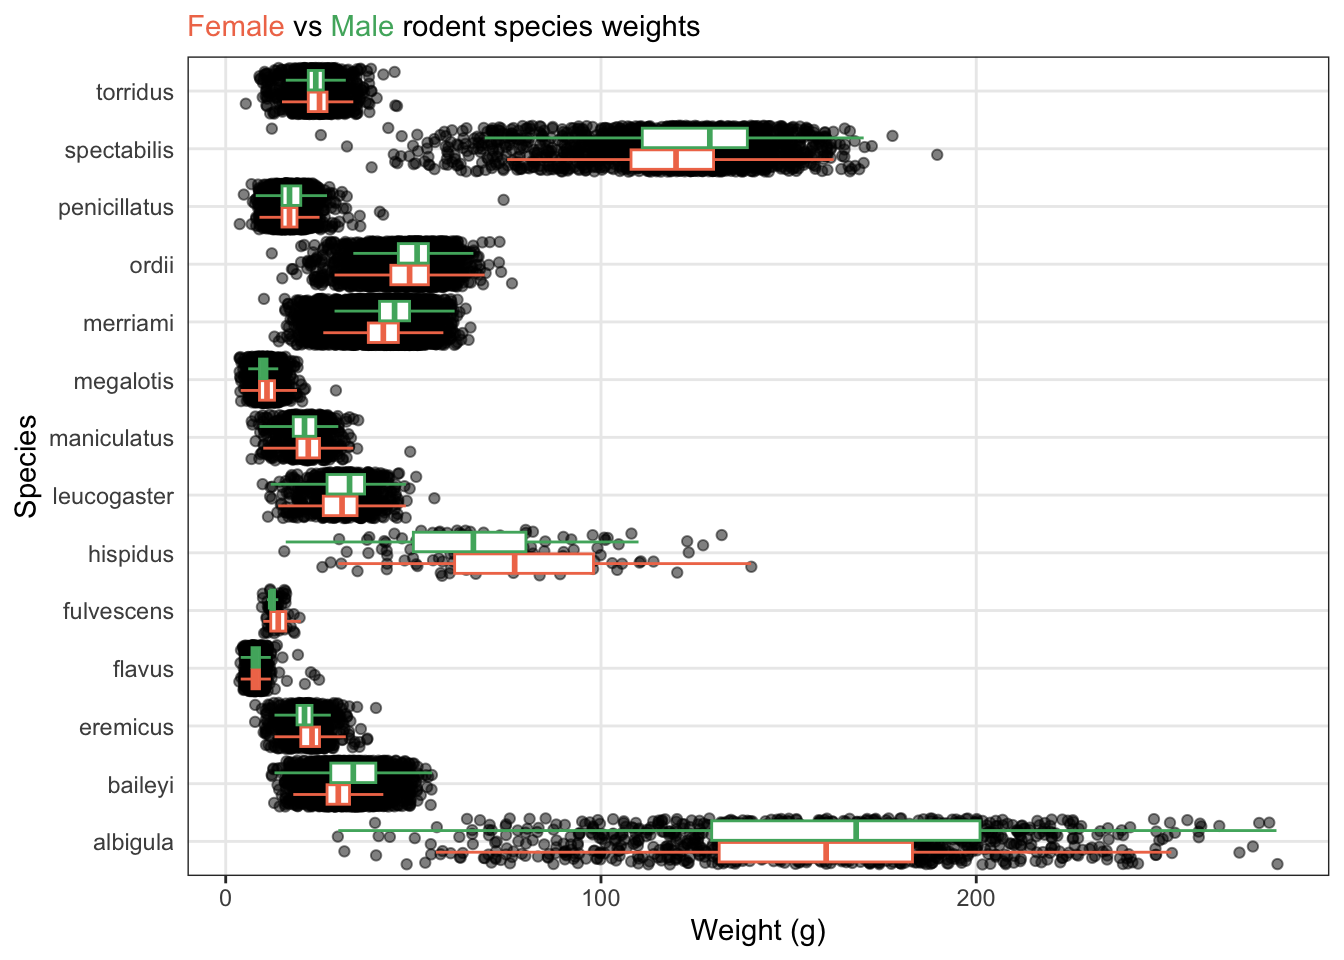 Female vs Male rodent species weights
Species
torridus
spectabilis
penicillatus
ordii
merriami
megalotis
maniculatus
leucogaster
hispidus
fulvescens
flavus
eremicus
baileyi
albigula
0 100 200
Weight (g)